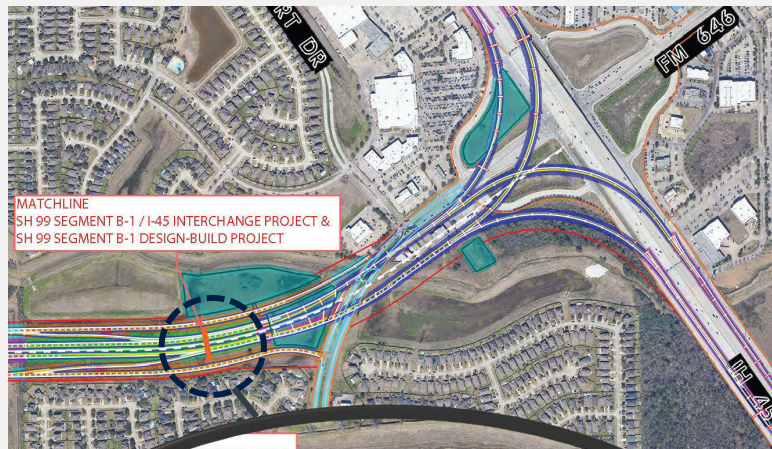 RT DR
FM 646
MATCHLINE
SH 99 SEGMENT B-1 / I-45 INTERCHANGE PROJECT &
SH 99 SEGMENT B-1 DESIGN-BUILD PROJECT
IH 45